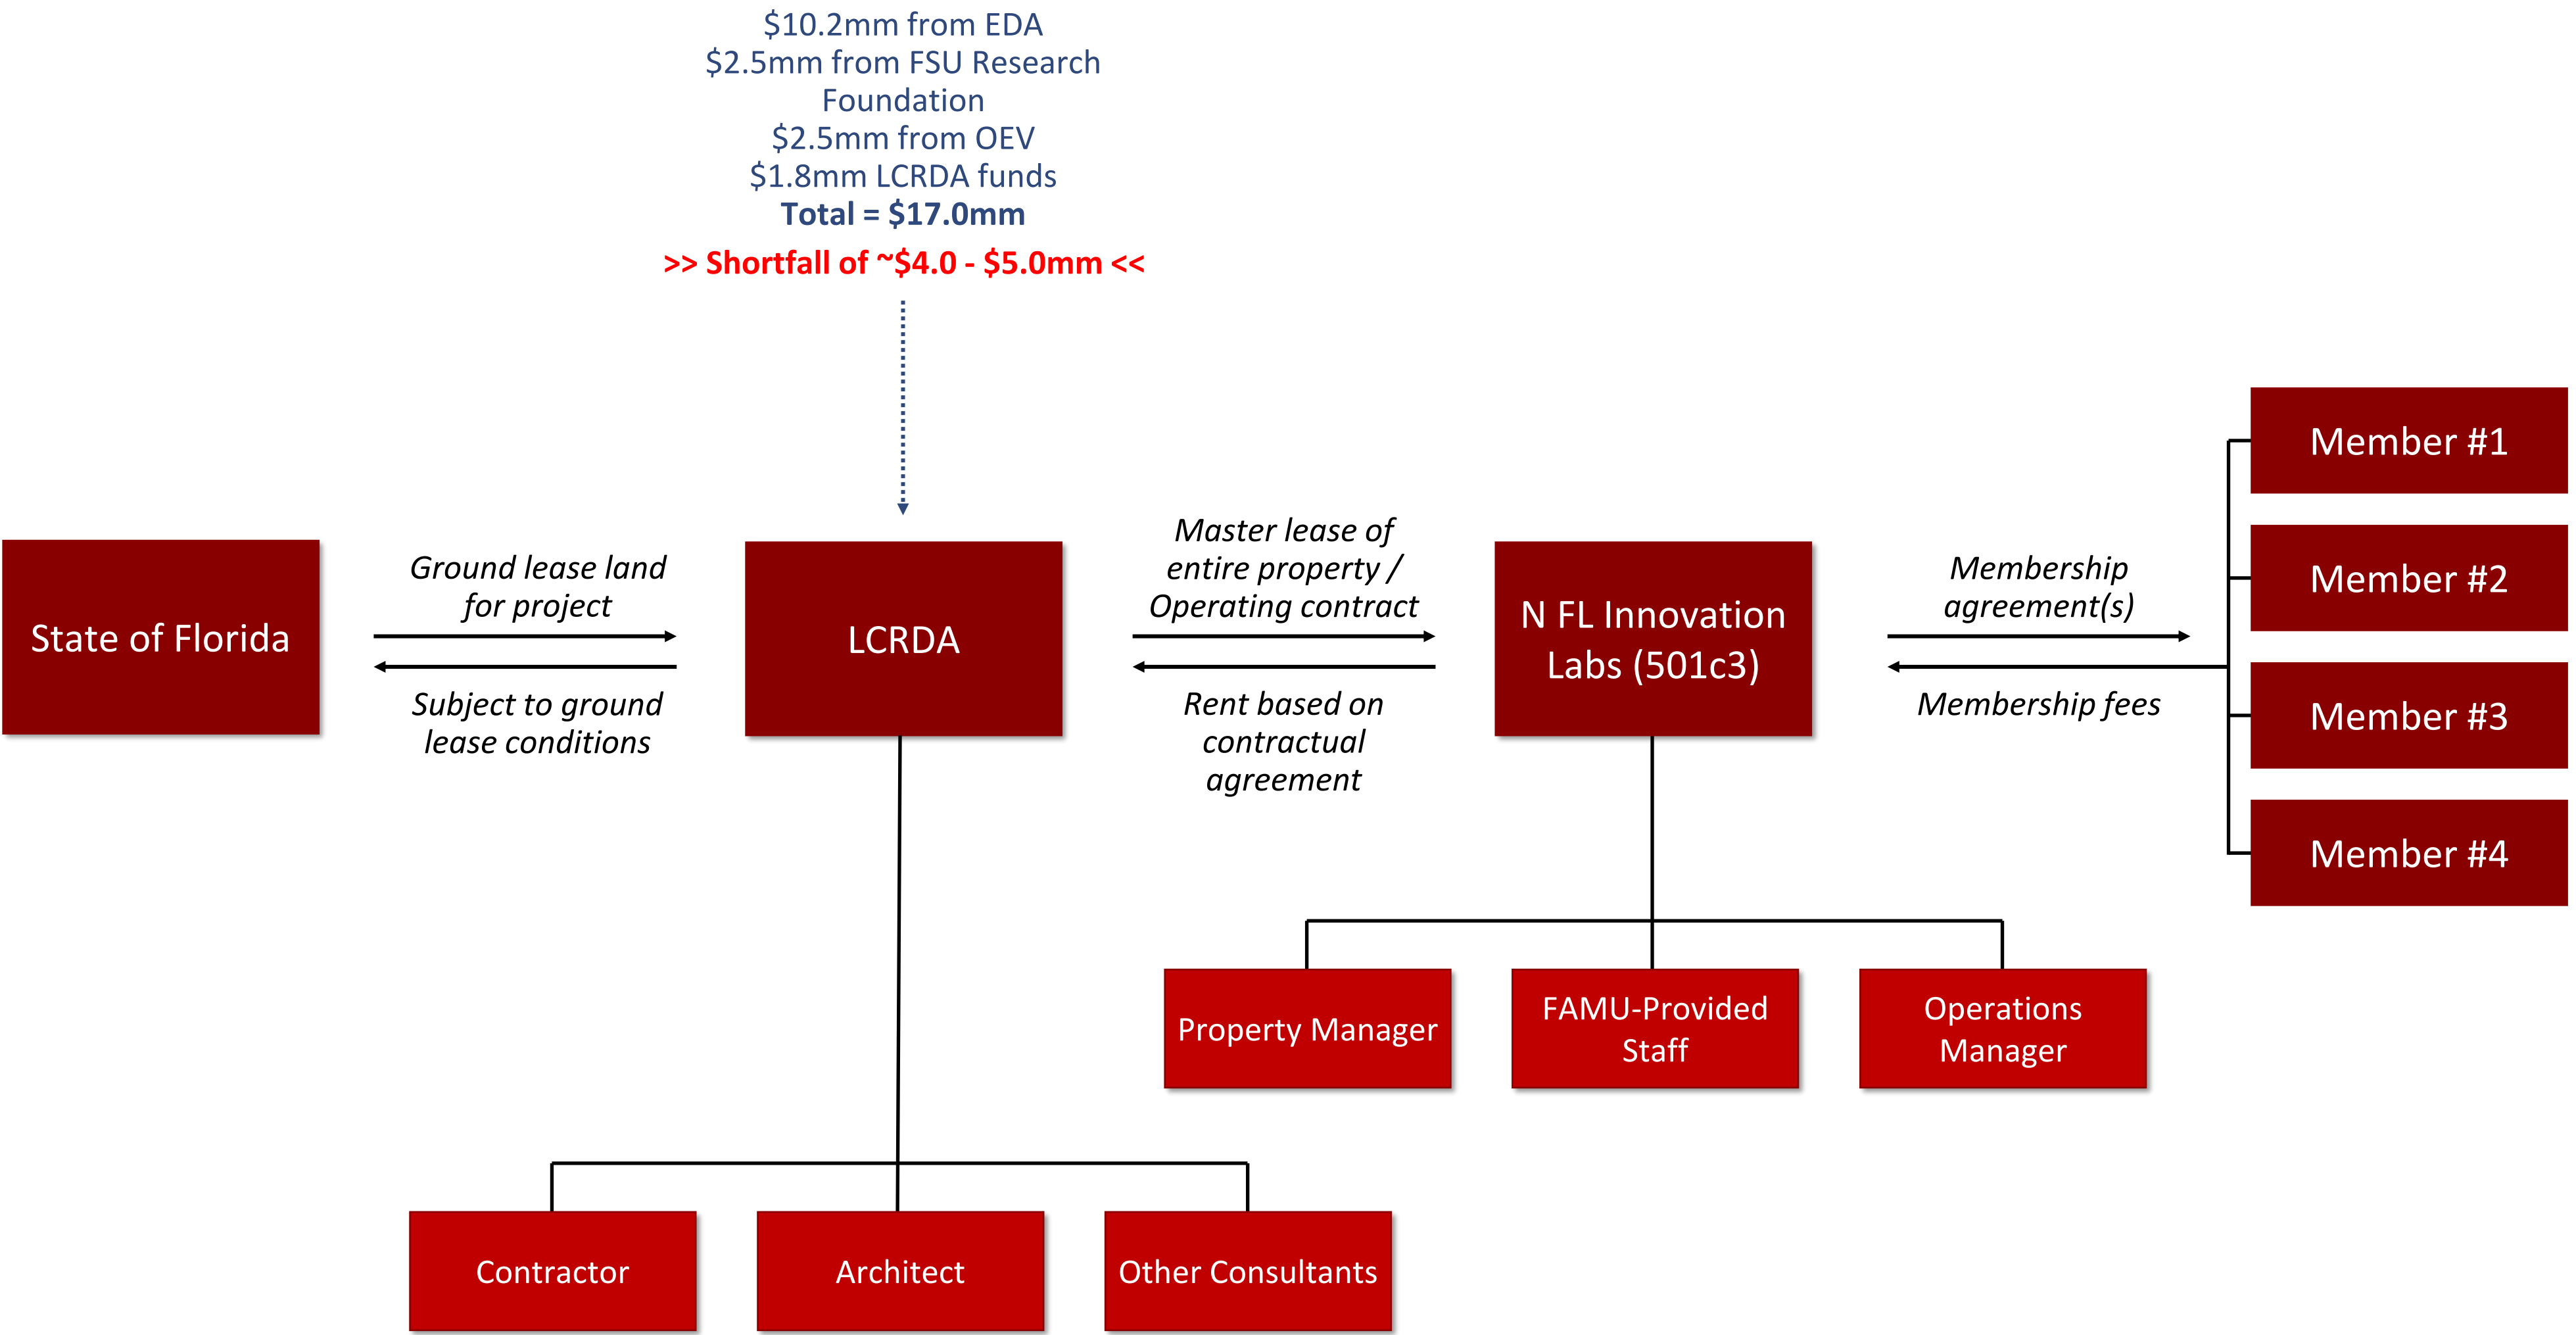 $10.2mm from EDA
$2.5mm from FSU Research
Foundation
$2.5mm from OEV
$1.8mm LCRDA funds
Total = $17.0mm
>> Shortfall of ~$4.0 - $5.0mm <<
State of Florida
Ground lease land
for project
Subject to ground
lease conditions
LCRDA
Master lease of
entire property /
Operating contract
Rent based on
contractual
agreement
N FL Innovation
Labs (501c3)
Membership
agreement(s)
Membership fees
Member #1
Member #2
Member #3
Member #4
Property Manager
FAMU-Provided
Staff
Operations
Manager
Contractor
Architect
Other Consultants